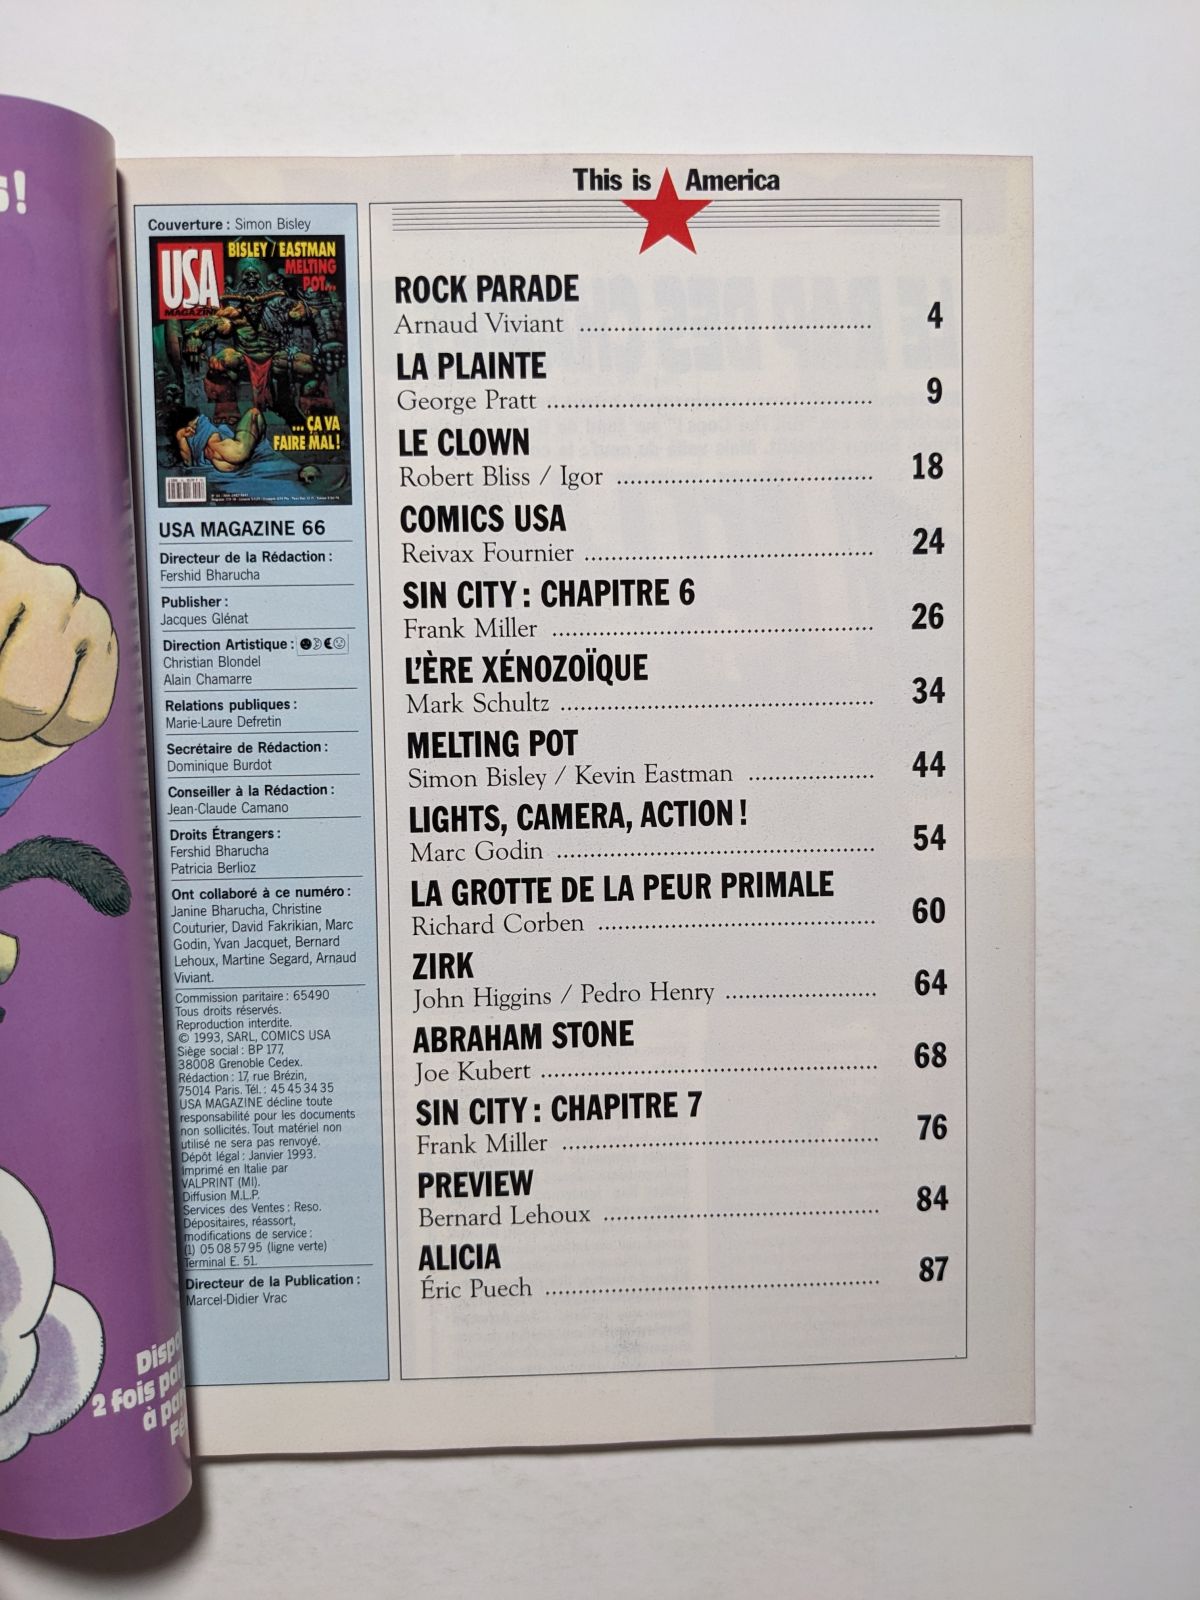 s!
This is America
Couverture : Simon Bisley
BISLEY / EASTMAN
USA
MAGAZINE
MELTING
POT...
... ÇA VA
FAIRE MAL!
USA MAGAZINE 66
Directeur de la Rédaction :
Fershid Bharucha
Publisher :
Jacques Glénat
Direction Artistique :
Christian Blondel
Alain Chamarre
Relations publiques :
Marie-Laure Defretin
Secrétaire de Rédaction :
Dominique Burdot
Conseiller à la Rédaction :
Jean-Claude Camano
Droits Étrangers :
Fershid Bharucha
Patricia Berlioz
Ont collaboré à ce numéro :
Janine Bharucha, Christine
Couturier, David Fakrikian, Marc
Godin, Yvan Jacquet, Bernard
Lehoux, Martine Segard, Arnaud
Viviant.
Commission paritaire : 65490
Tous droits réservés.
Reproduction interdite.
© 1993, SARL, COMICS USA
Siège social : BP 177,
38008 Grenoble Cedex.
Rédaction : 17, rue Brézin,
75014 Paris. Tél. : 45 45 34 35
USA MAGAZINE décline toute
responsabilité pour les documents
non sollicités. Tout matériel non
utilisé ne sera pas renvoyé.
Dépôt légal : Janvier 1993.
Imprimé en Italie par
VALPRINT (MI).
Diffusion M.L.P.
Services des Ventes : Reso.
Dépositaires, réassort,
modifications de service :
(1) 05 08 57 95 (ligne verte)
Terminal E. 51.
Directeur de la Publication :
Marcel-Didier Vrac
ROCK PARADE
Arnaud Viviant ........ 4
LA PLAINTE
George Pratt ........ 9
LE CLOWN
Robert Bliss / Igor ........ 18
COMICS USA
Reivax Fournier ........ 24
SIN CITY : CHAPITRE 6
Frank Miller ........ 26
L'ÈRE XÉNOZOÏQUE
Mark Schultz ........ 34
MELTING POT
Simon Bisley / Kevin Eastman ........ 44
LIGHTS, CAMERA, ACTION !
Marc Godin ........ 54
LA GROTTE DE LA PEUR PRIMALE
Richard Corben ........ 60
ZIRK
John Higgins / Pedro Henry ........ 64
ABRAHAM STONE
Joe Kubert ........ 68
SIN CITY : CHAPITRE 7
Frank Miller ........ 76
PREVIEW
Bernard Lehoux ........ 84
ALICIA
Éric Puech ........ 87
Dispo
2 fois par
à par